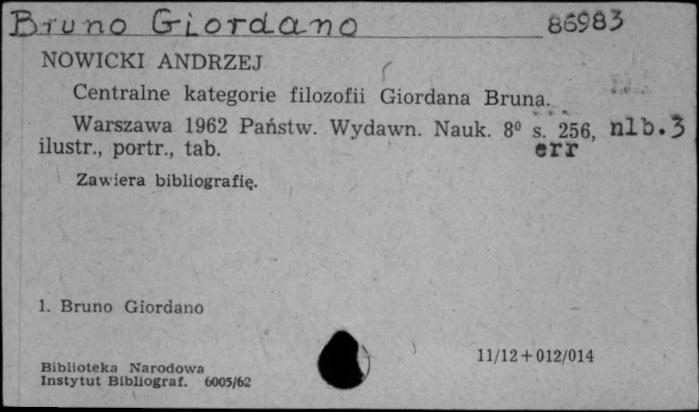 Bruno Giordano 86983
NOWICKI ANDRZEJ
Centralne kategorie filozofii Giordana Bruna.
Warszawa 1962 Państw. Wydawn. Nauk. 8⁰ s. 256, nlb.3
ilustr., portr., tab. err
Zawiera bibliografię.
1. Bruno Giordano
11/12+012/014
Biblioteka Narodowa
Instytut Bibliograf. 6005/62